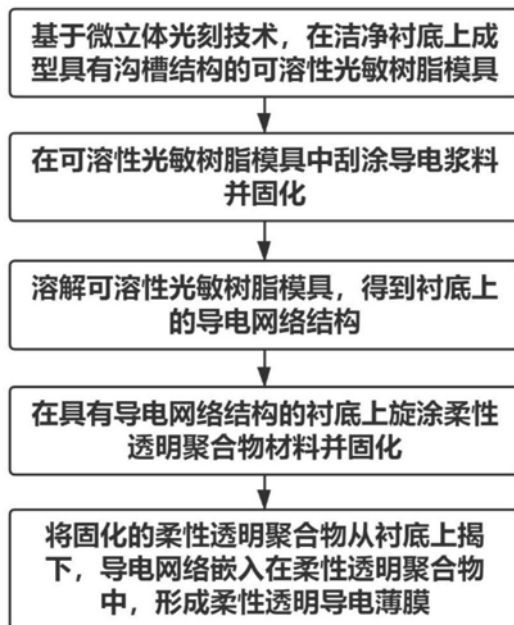 基于微立体光刻技术，在洁净衬底上成
型具有沟槽结构的可溶性光敏树脂模具
在可溶性光敏树脂模具中刮涂导电浆料
并固化
溶解可溶性光敏树脂模具，得到衬底上
的导电网络结构
在具有导电网络结构的衬底上旋涂柔性
透明聚合物材料并固化
将固化的柔性透明聚合物从衬底上揭
下，导电网络嵌入在柔性透明聚合物
中，形成柔性透明导电薄膜